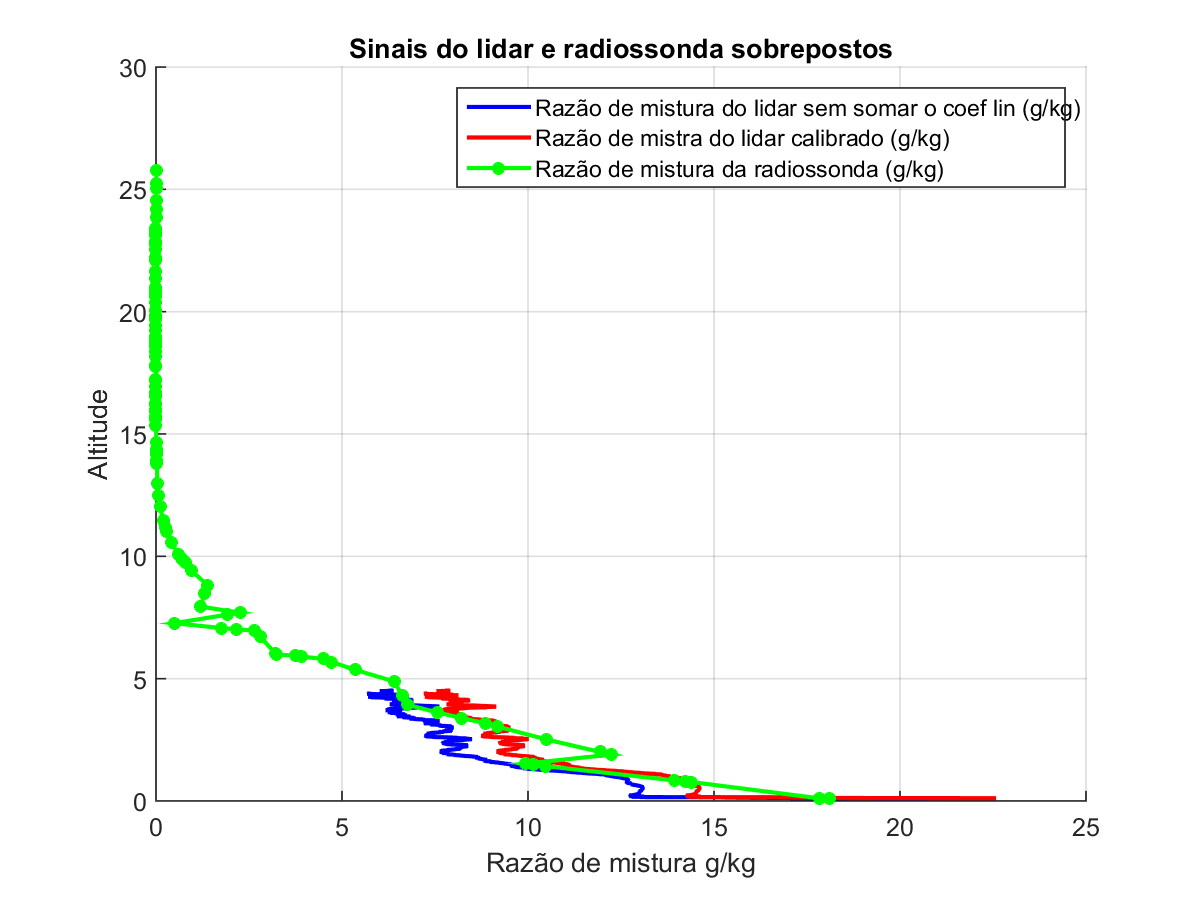 Sinais do lidar e radiossonda sobrepostos
30
25
20
15
10
5
0
Altitude
Razão de mistura do lidar sem somar o coef lin (g/kg)
Razão de mistra do lidar calibrado (g/kg)
Razão de mistura da radiossonda (g/kg)
0 5 10 15 20 25
Razão de mistura g/kg